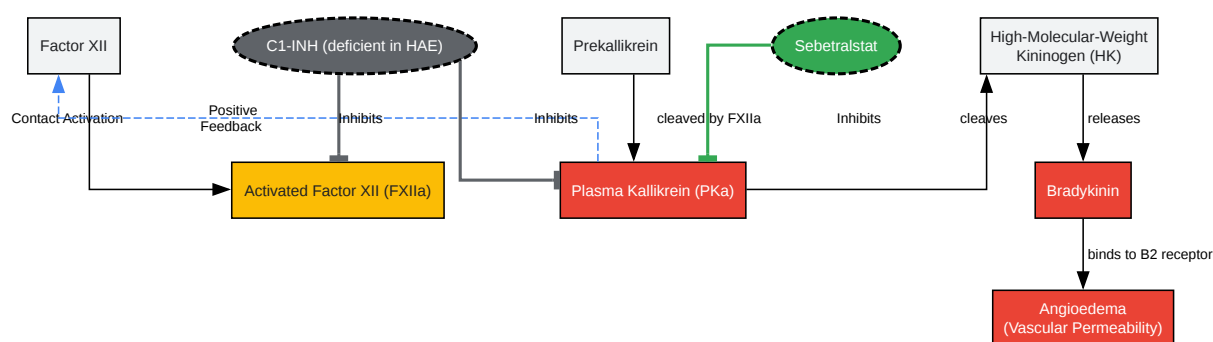 Factor XII
C1-INH (deficient in HAE)
Prekallikrein
Sebetralstat
High-Molecular-Weight
Kininogen (HK)
Contact Activation
Positive
Feedback
Inhibits
Inhibits
cleaved by FXIIa
Inhibits
cleaves
releases
Activated Factor XII (FXIIa)
Plasma Kallikrein (PKa)
Bradykinin
binds to B2 receptor
Angioedema
(Vascular Permeability)